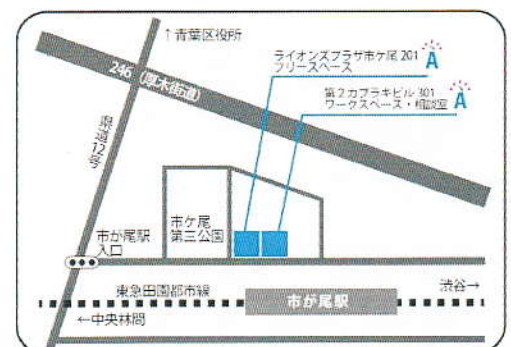 ↑青葉区役所
ライオンズプラザ市ケ尾 201
フリースペース
A
246（厚木街道）
第2カブラキビル 301
ワークスペース・相談室
A
県道12号
市ケ尾
第三公園
市が尾駅
入口
東急田園都市線
渋谷→
市が尾駅
←中央林間